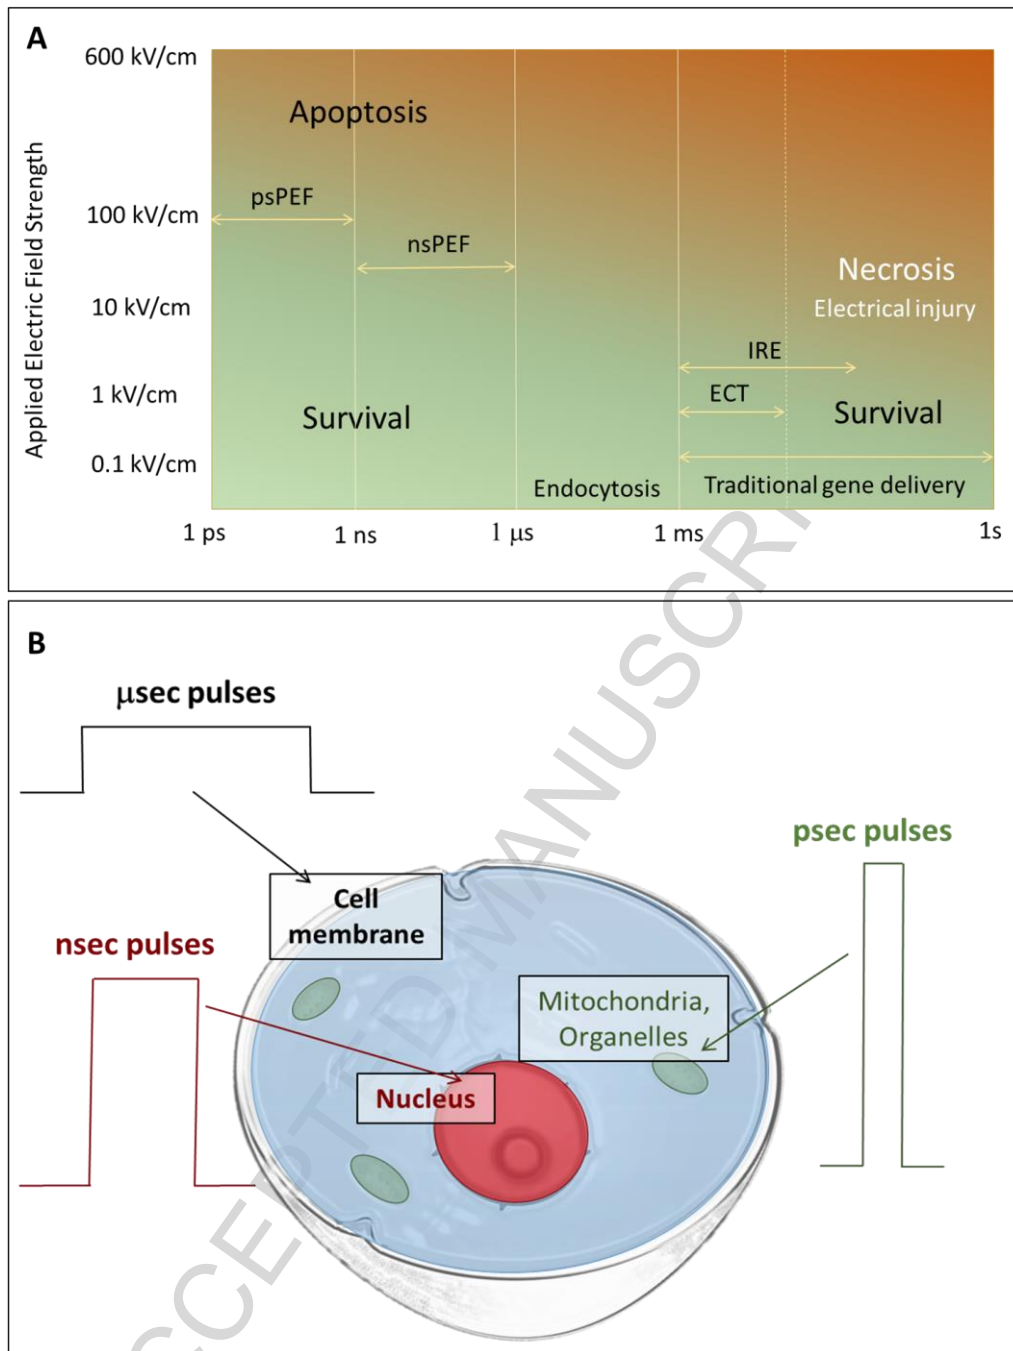 A
600 kV/cm
100 kV/cm
10 kV/cm
1 kV/cm
0.1 kV/cm
Applied Electric Field Strength
Apoptosis
psPEF
nsPEF
Necrosis
Electrical injury
IRE
ECT
Survival
Survival
Endocytosis
Traditional gene delivery
1 ps
1 ns
1 μs
1 ms
1s
B
μsec pulses
psec pulses
Cell
membrane
nsec pulses
Mitochondria,
Organelles
Nucleus
ACCEPTED MANUSCRIPT